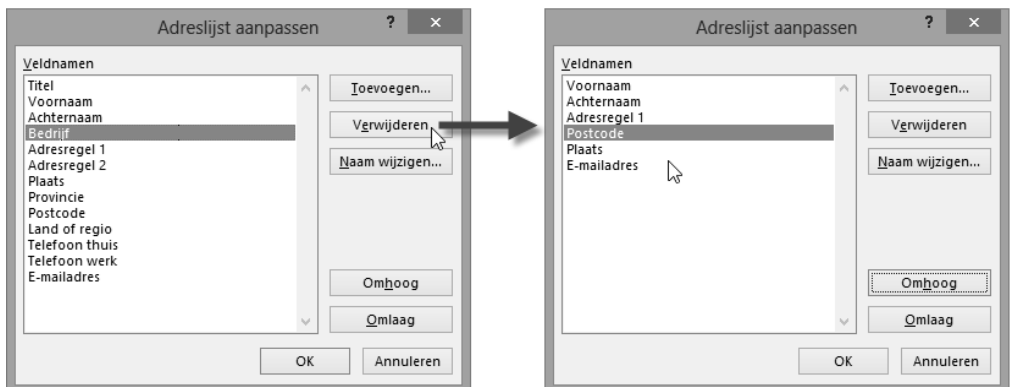 Adreslijst aanpassen ? ×
Veldnamen
Titel
Voornaam
Achternaam
Bedrijf
Adresregel 1
Adresregel 2
Plaats
Provincie
Postcode
Land of regio
Telefoon thuis
Telefoon werk
E-mailadres
Toevoegen...
Verwijderen
Naam wijzigen...
Omhoog
Omlaag
OK
Annuleren
Adreslijst aanpassen ? ×
Veldnamen
Voornaam
Achternaam
Adresregel 1
Postcode
Plaats
E-mailadres
Toevoegen...
Verwijderen
Naam wijzigen...
Omhoog
Omlaag
OK
Annuleren